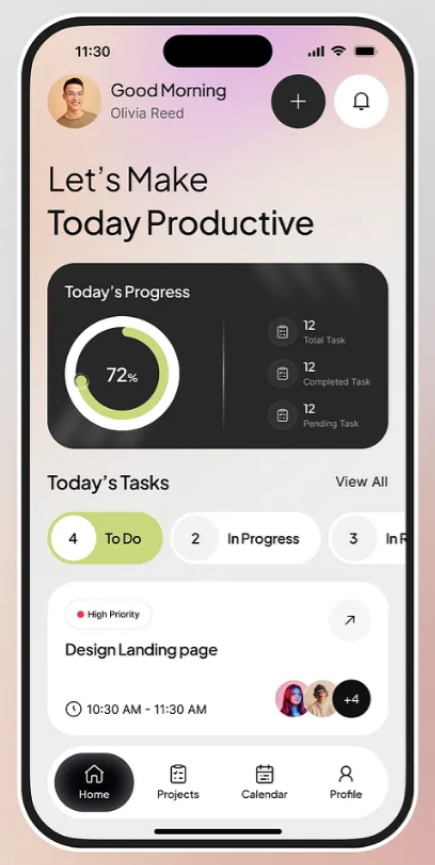 11:30
Good Morning
Olivia Reed
Let's Make
Today Productive
Today's Progress
72%
12
Total Task
12
Completed Task
12
Pending Task
Today's Tasks
View All
4 To Do
2 In Progress
3 In R
High Priority
Design Landing page
10:30 AM - 11:30 AM
+4
Home
Projects
Calendar
Profile